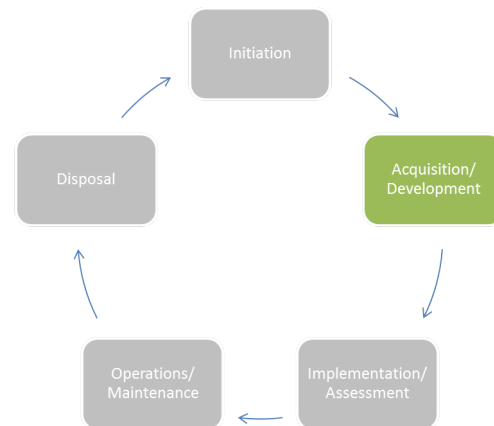 Initiation
Acquisition/
Development
Implementation/
Assessment
Operations/
Maintenance
Disposal